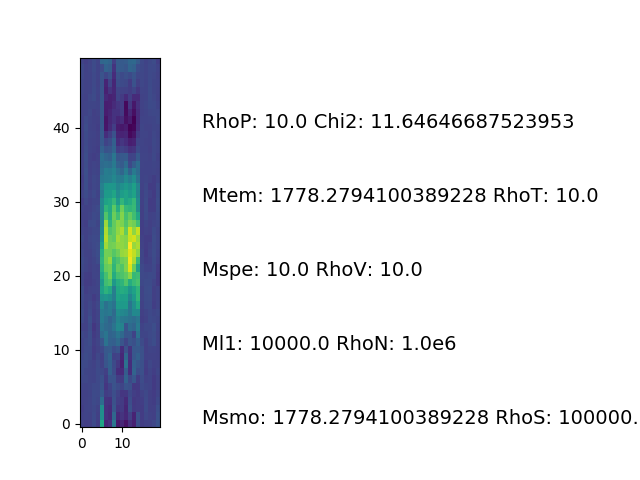 RhoP: 10.0 Chi2: 11.64646687523953
40
Mtem: 1778.2794100389228 RhoT: 10.0
30
Mspe: 10.0 RhoV: 10.0
20
Ml1: 10000.0 RhoN: 1.0e6
10
Msmo: 1778.2794100389228 RhoS: 100000.
0
0 10